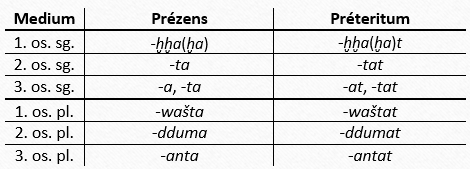 Medium Prézens Préteritum
1. os. sg. -ḫḫa(ḫa) -ḫḫa(ḫa)t
2. os. sg. -ta -tat
3. os. sg. -a, -ta -at, -tat
1. os. pl. -wašta -waštat
2. os. pl. -dduma -ddumat
3. os. pl. -anta -antat